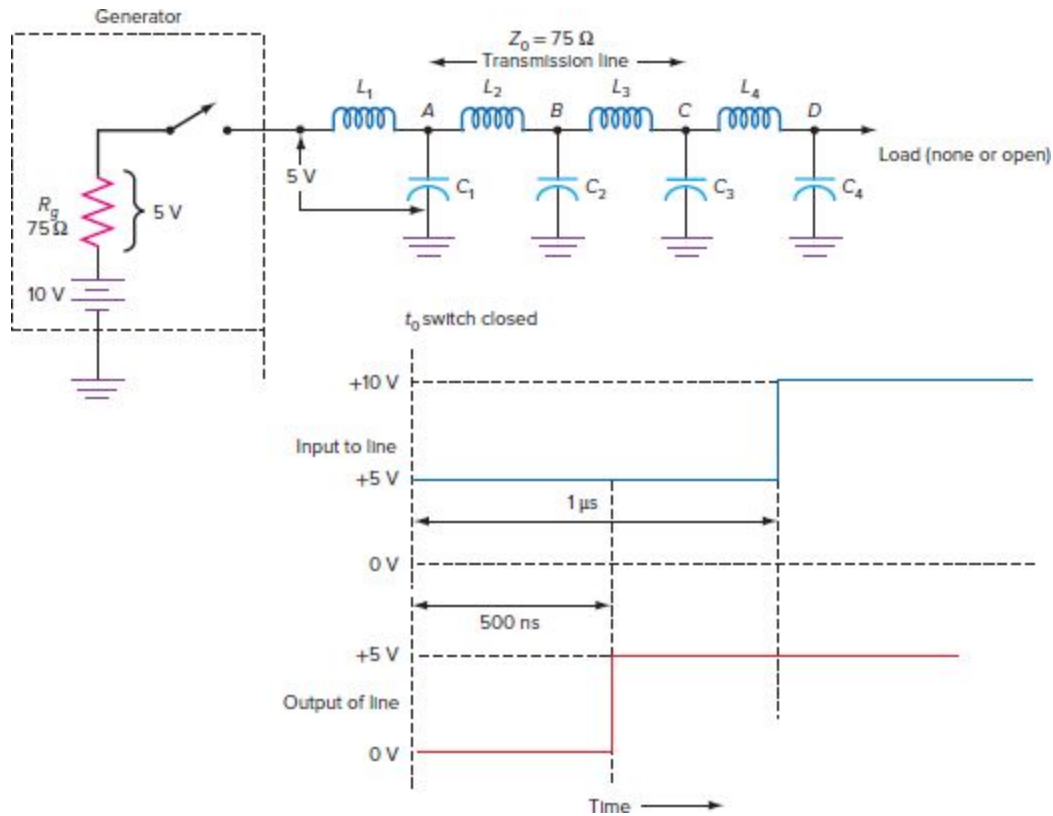 Generator
Z₀ = 75 Ω
Transmission line
L₁ A L₂ B L₃ C L₄ D
Load (none or open)
5 V
C₁ C₂ C₃ C₄
R_g
75 Ω
5 V
10 V
t₀ switch closed
+10 V
Input to line
+5 V
1 μs
0 V
500 ns
+5 V
Output of line
0 V
Time